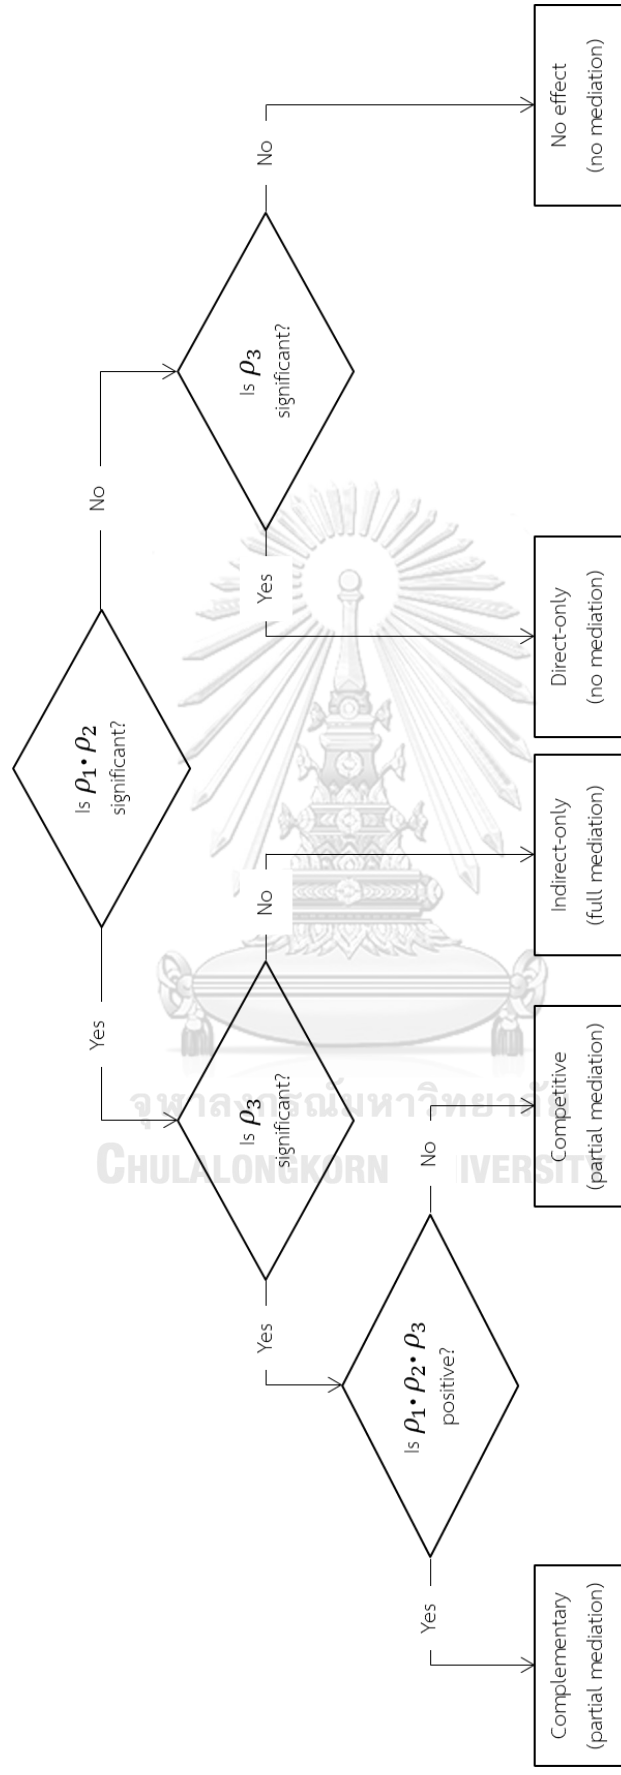 Is ρ₁• ρ₂
significant?
Yes
No
Is ρ₃
significant?
Is ρ₃
significant?
Yes
No
Yes
No
Is ρ₁• ρ₂• ρ₃
positive?
Yes
No
Complementary
(partial mediation)
Competitive
(partial mediation)
Indirect-only
(full mediation)
Direct-only
(no mediation)
No effect
(no mediation)
จุฬาลงกรณ์มหาวิทยาลัย
CHULALONGKORN IVERSITY